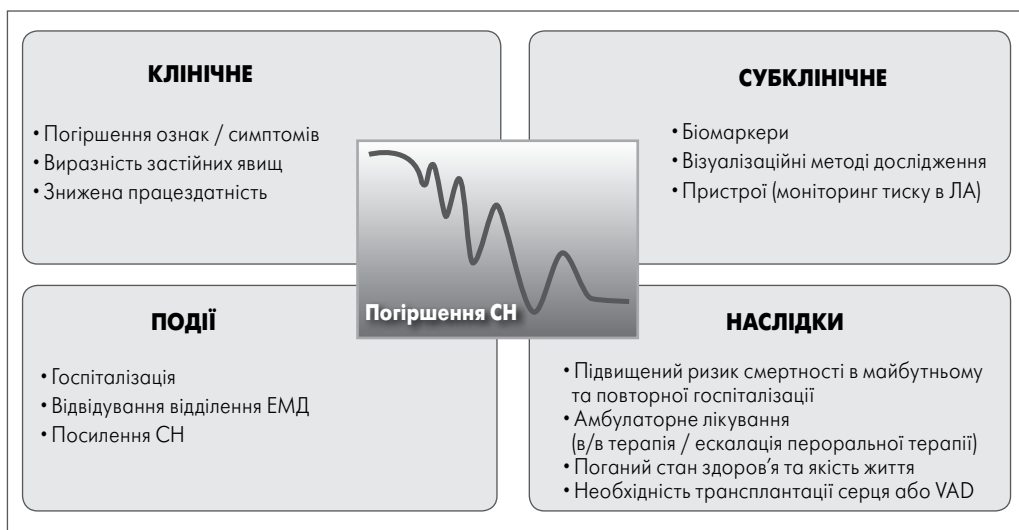 КЛІНІЧНЕ
• Погіршення ознак / симптомів
• Виразність застійних явищ
• Знижена працездатність
СУБКЛІНІЧНЕ
• Біомаркери
• Візуалізаційні методі дослідження
• Пристрої (моніторинг тиску в ЛА)
Погіршення СН
ПОДІЇ
• Госпіталізація
• Відвідування відділення ЕМД
• Посилення СН
НАСЛІДКИ
• Підвищений ризик смертності в майбутньому
та повторної госпіталізації
• Амбулаторне лікування
(в/в терапія / ескалація пероральної терапії)
• Поганий стан здоров’я та якість життя
• Необхідність трансплантації серця або VAD